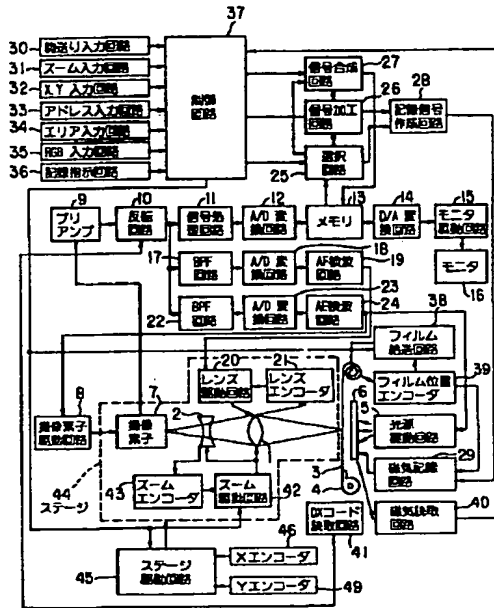 37
30
駒送り入力回路
31
ズーム入力回路
32
X,Y 入力回路
33
アドレス入力回路
34
エリア入力回路
35
RGB 入力回路
36
記録指示回路
制御
回路
信号合成
回路
27
信号加工
回路
26
選択
回路
25
28
記録信号
作成回路
9
プリ
アンプ
10
反転
回路
11
信号処
理回路
12
A/D 変
換回路
13
メモリ
14
D/A 変
換回路
15
モニタ
駆動回路
モニタ
16
17
BPF
回路
18
A/D 変
換回路
AF検波
回路
19
22
BPF
回路
23
A/D 変
換回路
AE検波
回路
24
38
フィルム
給送回路
フィルム位置
エンコーダ
39
20
レンズ
駆動回路
21
レンズ
エンコーダ
8
撮像素子
駆動回路
7
撮像
素子
2
6
5
光源
駆動回路
3
4
29
磁気記録
回路
44
ステージ
43
ズーム
エンコーダ
ズーム
駆動回路
42
40
磁気読取
回路
DXコード
読取回路
41
45
ステージ
駆動回路
46
Xエンコーダ
Yエンコーダ
49